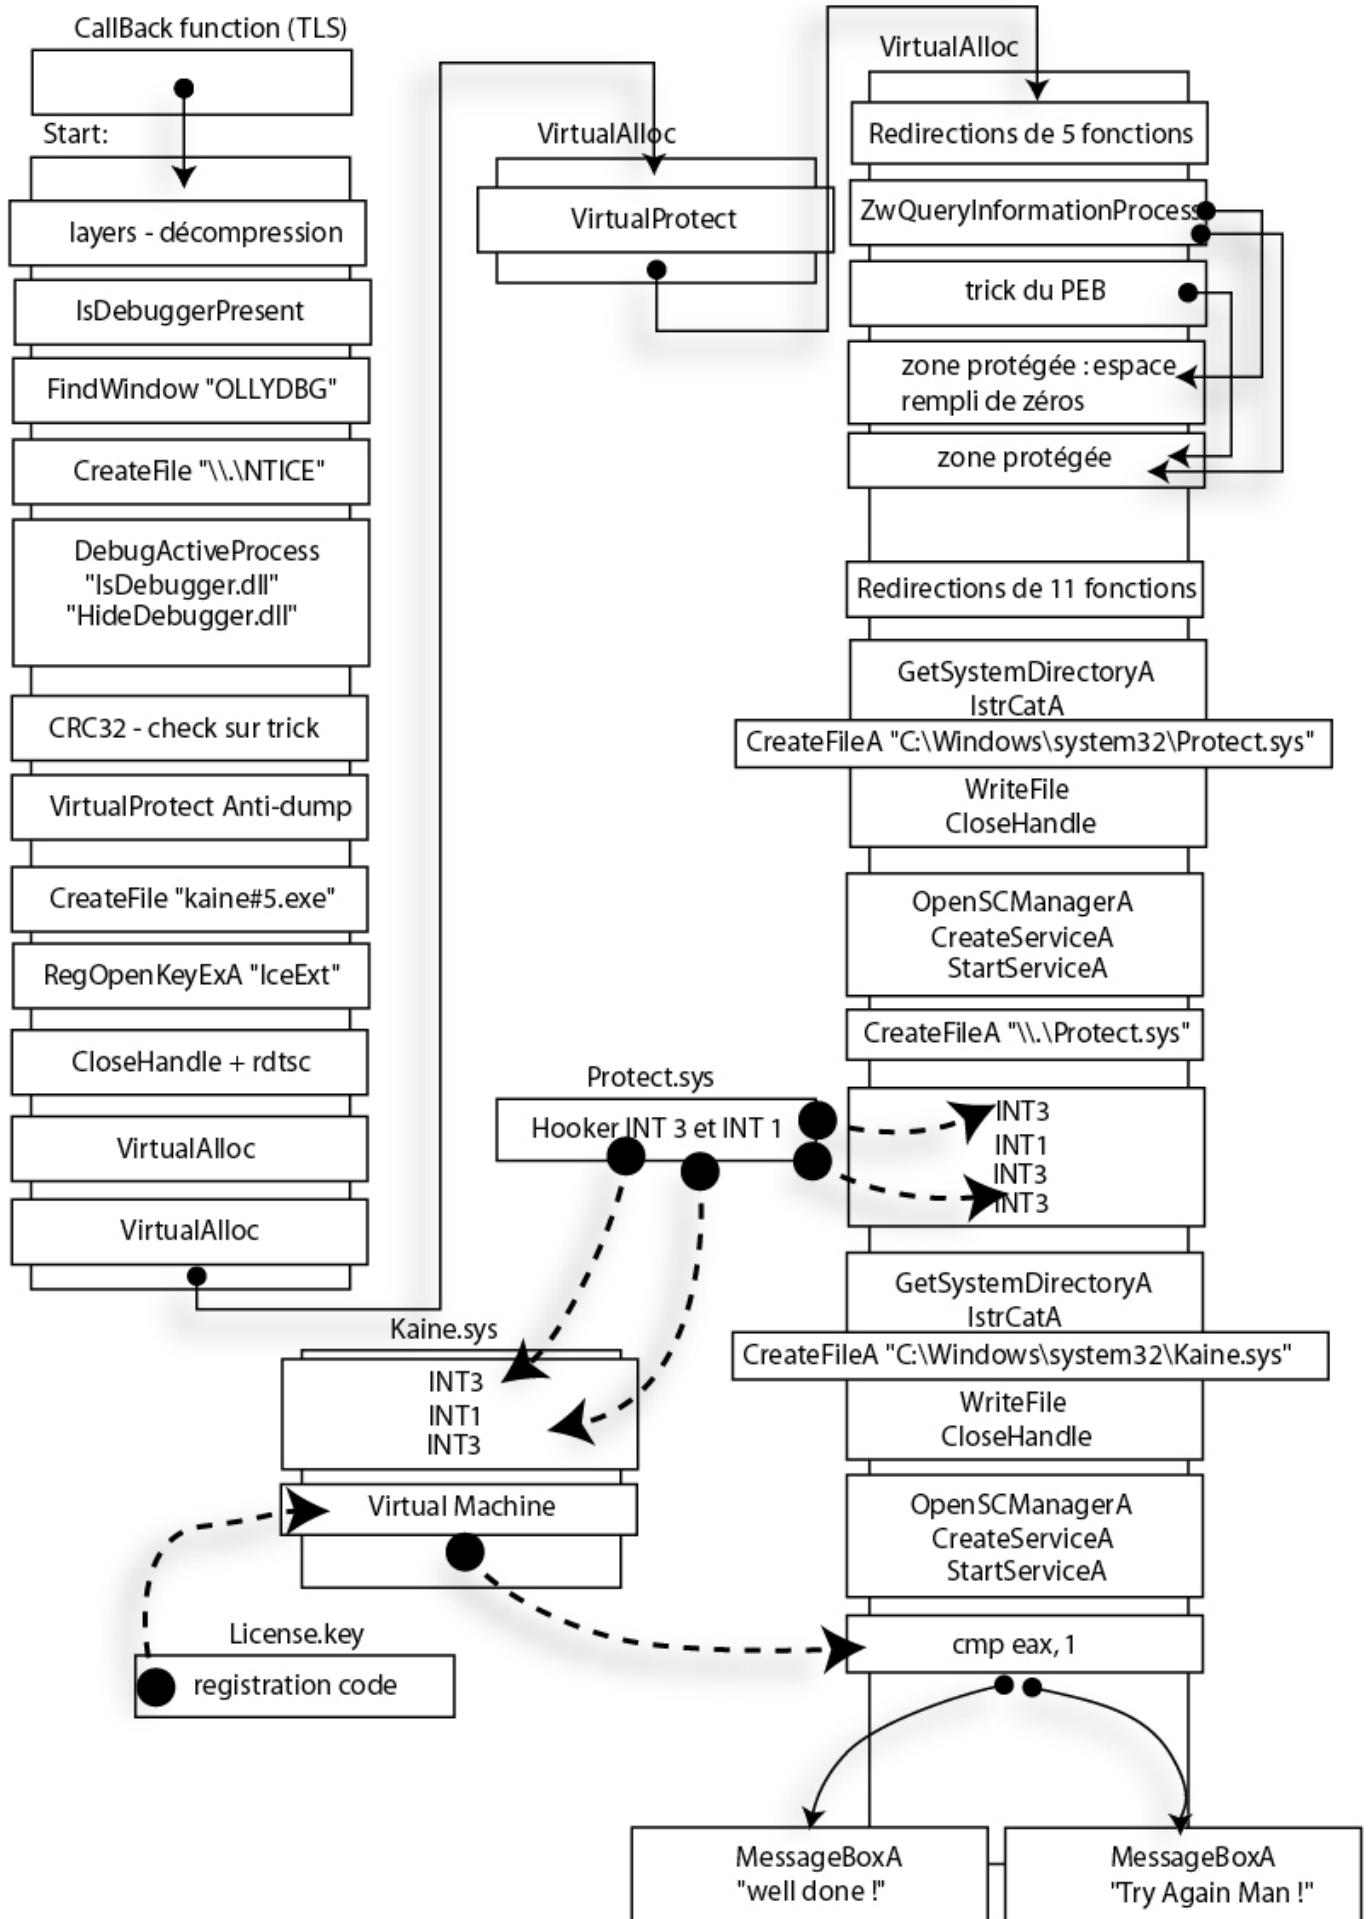 CallBack function (TLS)
Start:
layers - décompression
IsDebuggerPresent
FindWindow "OLLYDBG"
CreateFile "\\.\NTICE"
DebugActiveProcess
"IsDebugger.dll"
"HideDebugger.dll"
CRC32 - check sur trick
VirtualProtect Anti-dump
CreateFile "kaine#5.exe"
RegOpenKeyExA "IceExt"
CloseHandle + rdtsc
VirtualAlloc
VirtualAlloc
VirtualAlloc
VirtualProtect
VirtualAlloc
Redirections de 5 fonctions
ZwQueryInformationProcess
trick du PEB
zone protégée : espace
rempli de zéros
zone protégée
Redirections de 11 fonctions
GetSystemDirectoryA
lstrCatA
CreateFileA "C:\Windows\system32\Protect.sys"
WriteFile
CloseHandle
OpenSCManagerA
CreateServiceA
StartServiceA
CreateFileA "\\.\Protect.sys"
Protect.sys
Hooker INT 3 et INT 1
INT3
INT1
INT3
INT3
GetSystemDirectoryA
lstrCatA
CreateFileA "C:\Windows\system32\Kaine.sys"
WriteFile
CloseHandle
OpenSCManagerA
CreateServiceA
StartServiceA
Kaine.sys
INT3
INT1
INT3
Virtual Machine
License.key
registration code
cmp eax, 1
MessageBoxA
"well done !"
MessageBoxA
"Try Again Man !"